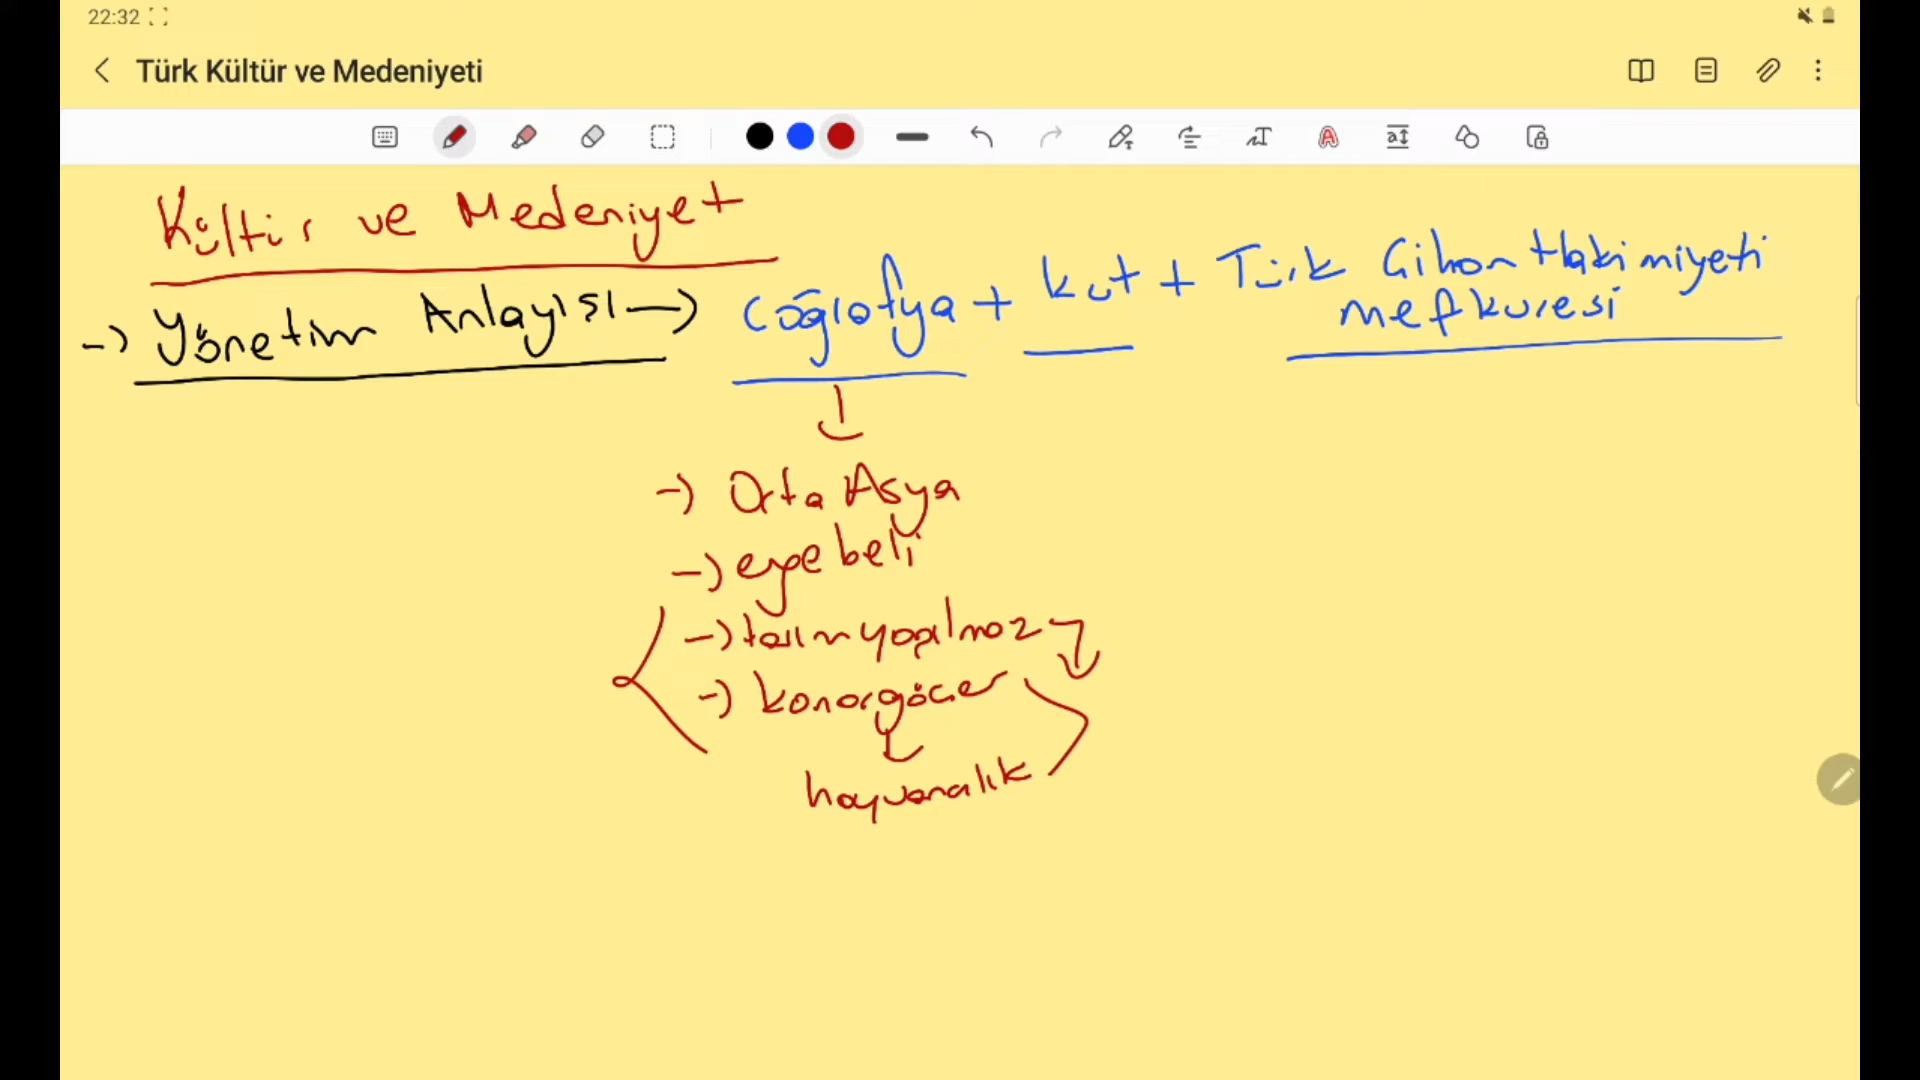 22:32
Türk Kültür ve Medeniyeti
Kültür ve Medeniyet
-> Yönetim Anlayışı -> Coğrafya + kut + Türk Cihan Hakimiyeti
mefkuresi
-> Orta Asya
-> engebeli
-> tarım yapılmaz
-> konargöçer
hayvancılık